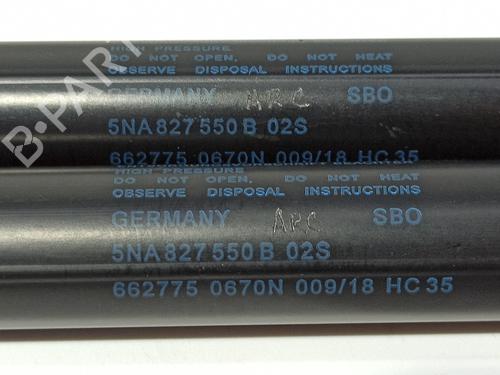 HIGH PRESSURE
DO NOT OPEN, DO NOT HEAT
OBSERVE DISPOSAL INSTRUCTIONS
GERMANY ARC SBO
5NA 827 550 B 02S
662775 0670N 009/18 HC 35
HIGH PRESSURE
DO NOT OPEN, DO NOT HEAT
OBSERVE DISPOSAL INSTRUCTIONS
GERMANY ARC SBO
5NA 827 550 B 02S
662775 0670N 009/18 HC 35
B-PARTS